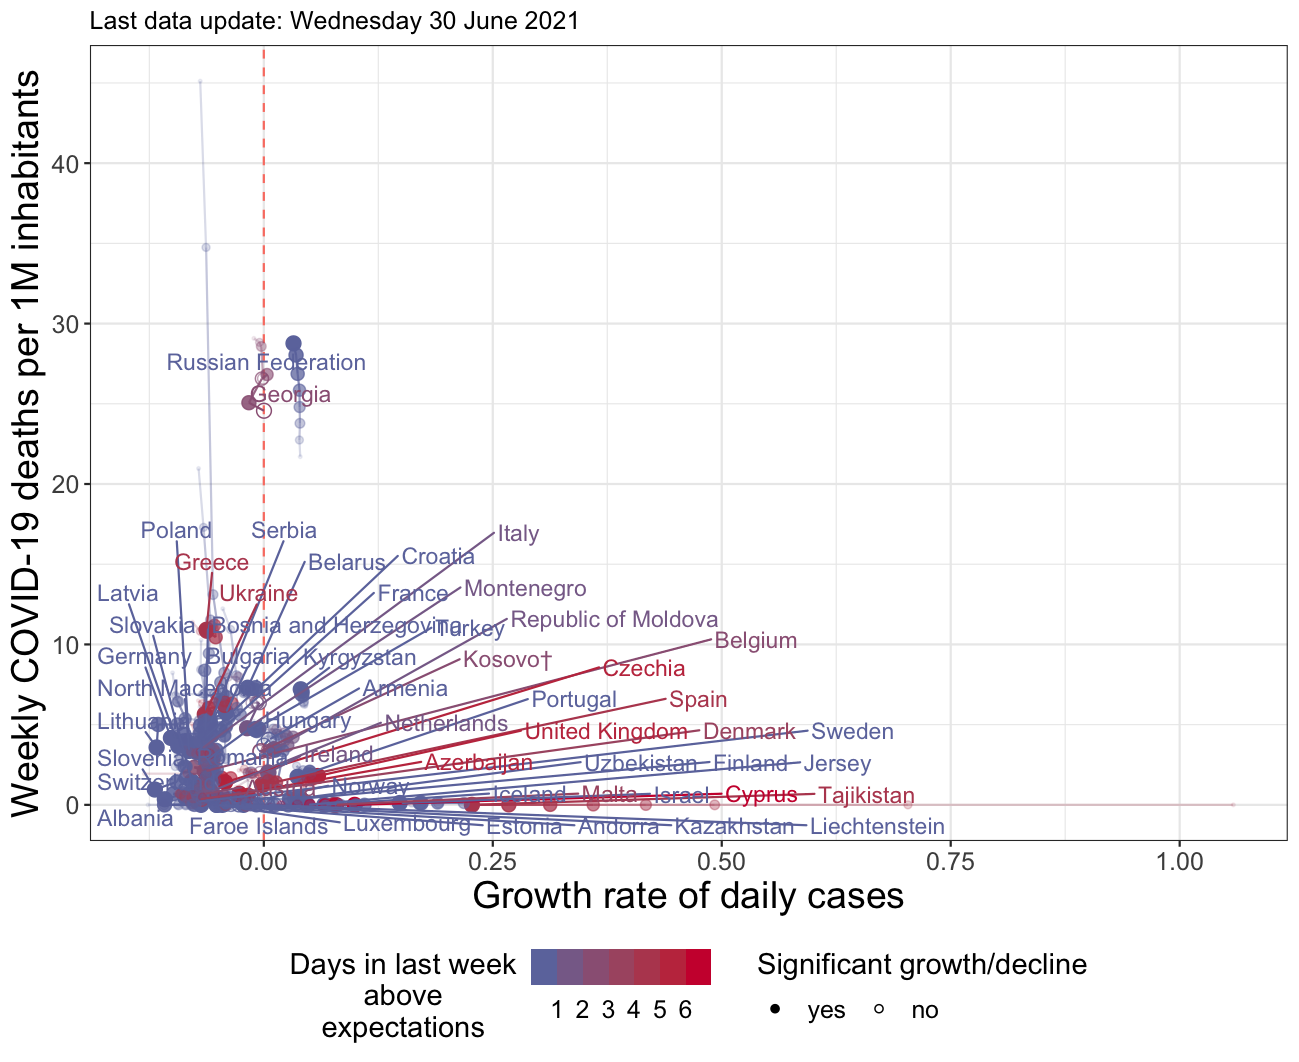 Last data update: Wednesday 30 June 2021
Weekly COVID-19 deaths per 1M inhabitants
40
30
20
10
0
Russian Federation
Georgia
Poland
Serbia
Italy
Greece
Belarus
Croatia
Latvia
Ukraine
France
Montenegro
Slovakia
Bosnia and Herzegovina
Turkey
Republic of Moldova
Belgium
Germany
Bulgaria
Kyrgyzstan
Kosovo†
Czechia
North Macedonia
Armenia
Portugal
Spain
Lithuania
Hungary
Netherlands
United Kingdom
Denmark
Sweden
Slovenia
Romania
Ireland
Azerbaijan
Uzbekistan
Finland
Jersey
Norway
Iceland
Malta
Israel
Cyprus
Tajikistan
Albania
Faroe Islands
Luxembourg
Estonia
Andorra
Kazakhstan
Liechtenstein
0.00
0.25
0.50
0.75
1.00
Growth rate of daily cases
Days in last week
above
expectations
1 2 3 4 5 6
Significant growth/decline
yes
no